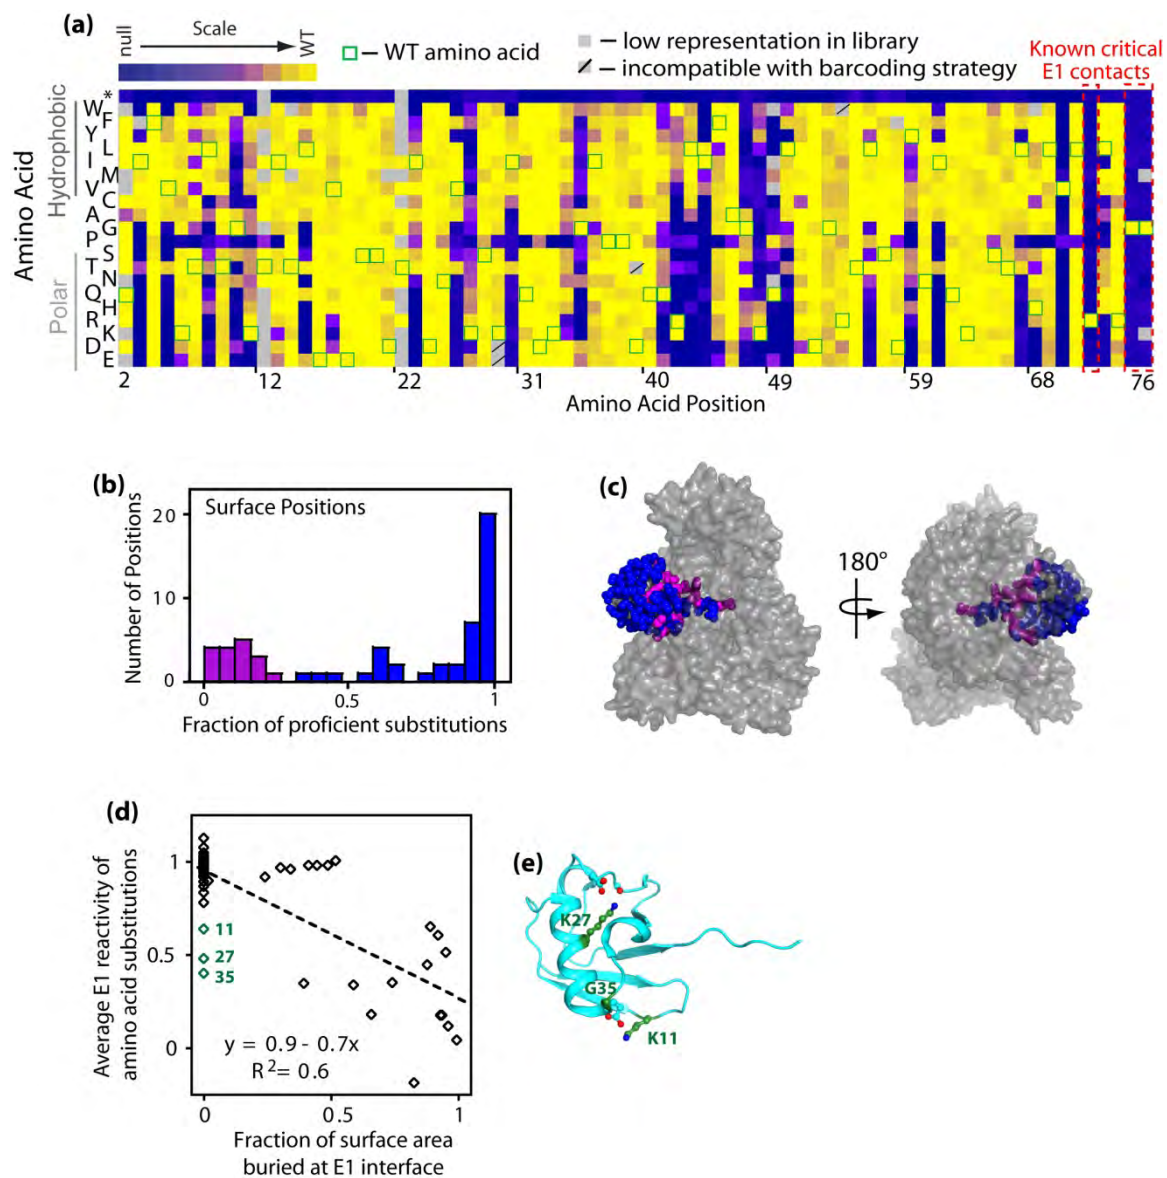 (a)
null
Scale
WT
— WT amino acid
— low representation in library
— incompatible with barcoding strategy
Known critical
E1 contacts
Amino Acid
Hydrophobic
Polar
*
W
F
Y
L
I
M
V
C
A
G
P
S
T
N
Q
H
R
K
D
E
2 12 22 31 40 49 59 68 76
Amino Acid Position
(b)
Surface Positions
Number of Positions
20
10
0
0 0.5 1
Fraction of proficient substitutions
(c)
180°
(d)
Average E1 reactivity of
amino acid substitutions
1
0.5
0
11
27
35
y = 0.9 - 0.7x
R²= 0.6
0 0.5 1
Fraction of surface area
buried at E1 interface
(e)
K27
G35
K11